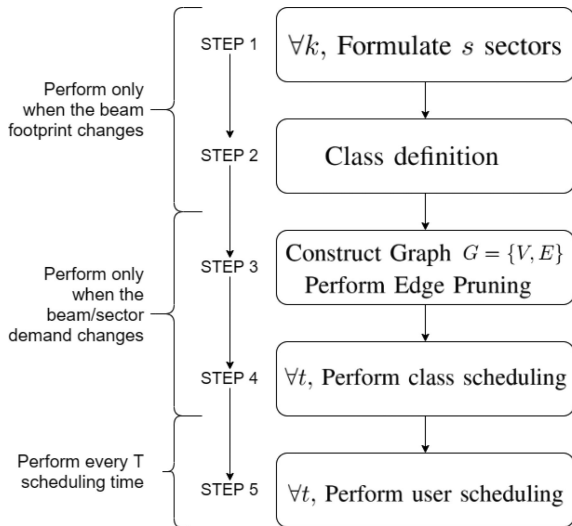 STEP 1
∀k, Formulate s sectors
Perform only
when the beam
footprint changes
STEP 2
Class definition
STEP 3
Construct Graph G = {V, E}
Perform Edge Pruning
Perform only
when the
beam/sector
demand changes
STEP 4
∀t, Perform class scheduling
Perform every T
scheduling time
STEP 5
∀t, Perform user scheduling